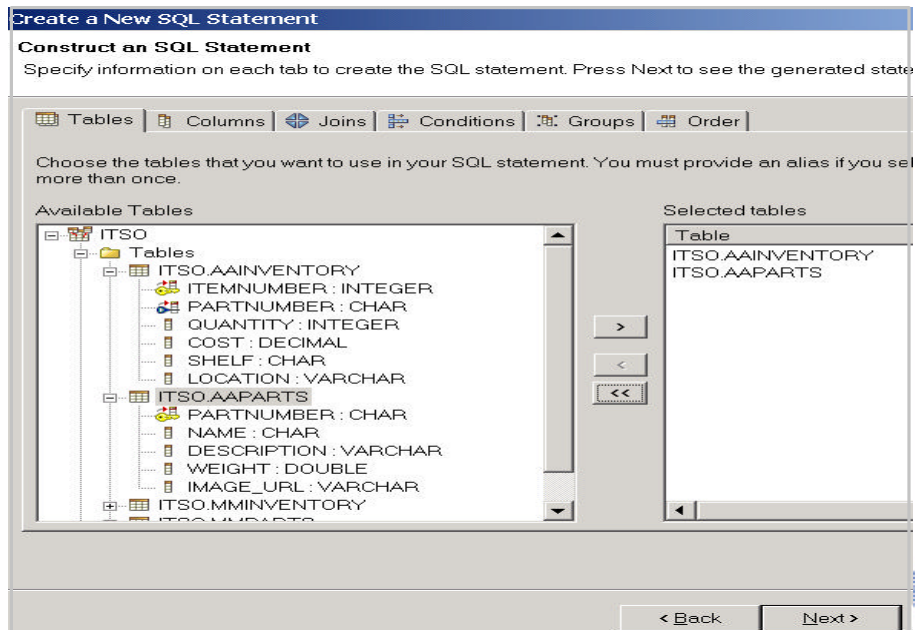 Create a New SQL Statement
Construct an SQL Statement
Specify information on each tab to create the SQL statement. Press Next to see the generated state
Tables Columns Joins Conditions Groups Order
Choose the tables that you want to use in your SQL statement. You must provide an alias if you sel
more than once.
Available Tables
ITSO
Tables
ITSO.AAINVENTORY
ITEMNUMBER : INTEGER
PARTNUMBER : CHAR
QUANTITY : INTEGER
COST : DECIMAL
SHELF : CHAR
LOCATION : VARCHAR
ITSO.AAPARTS
PARTNUMBER : CHAR
NAME : CHAR
DESCRIPTION : VARCHAR
WEIGHT : DOUBLE
IMAGE_URL : VARCHAR
ITSO.MMINVENTORY
ITSO.MMPARTS
>
<
<<
Selected tables
Table
ITSO.AAINVENTORY
ITSO.AAPARTS
< Back
Next >